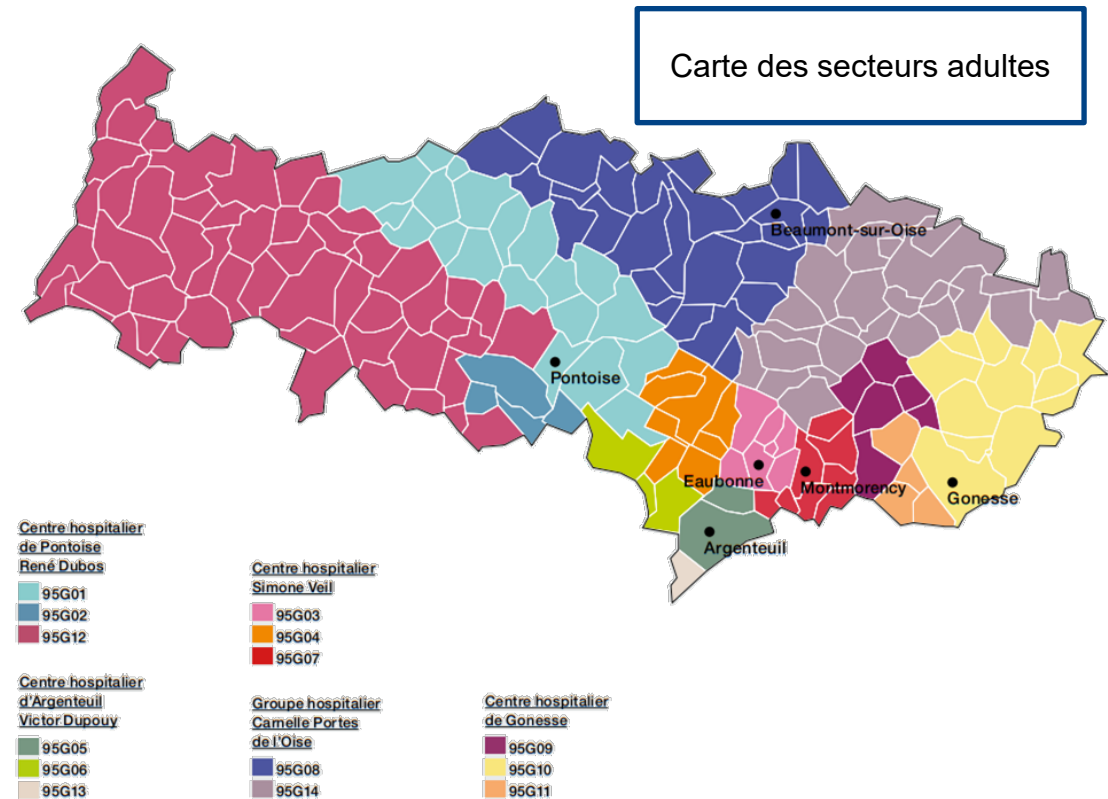 Carte des secteurs adultes
Beaumont-sur-Oise
Pontoise
Eaubonne
Montmorency
Gonesse
Argenteuil
Centre hospitalier
de Pontoise
René Dubos
95G01
95G02
95G12
Centre hospitalier
Simone Veil
95G03
95G04
95G07
Centre hospitalier
d'Argenteuil
Victor Dupouy
95G05
95G06
95G13
Groupe hospitalier
Carnelle Portes
de l'Oise
95G08
95G14
Centre hospitalier
de Gonesse
95G09
95G10
95G11